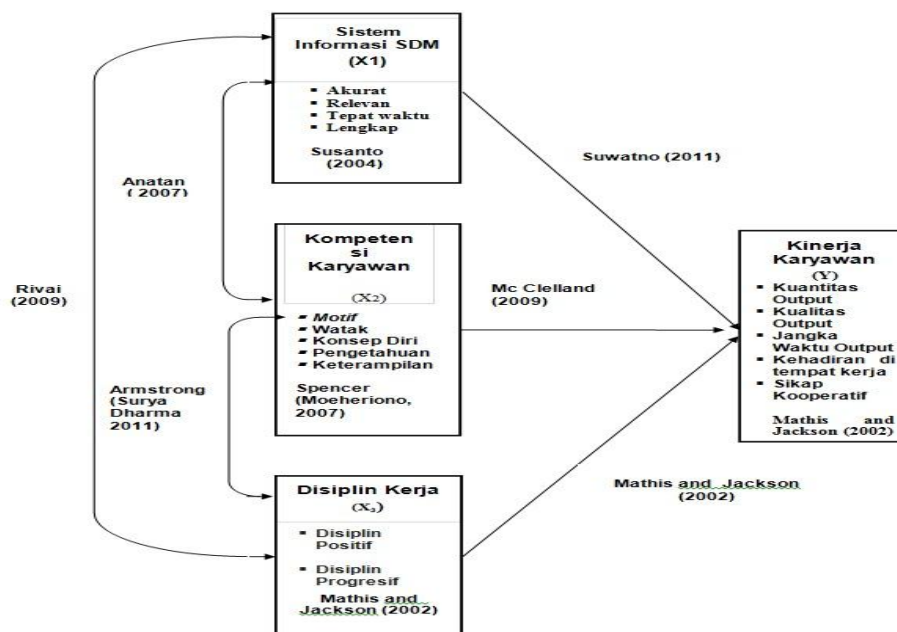 Sistem
Informasi SDM
(X1)
▪ Akurat
▪ Relevan
▪ Tepat waktu
▪ Lengkap
Susanto
(2004)
Suwatno (2011)
Anatan
( 2007)
Kompeten
si
Karyawan
(X2)
▪ Motif
▪ Watak
▪ Konsep Diri
▪ Pengetahuan
▪ Keterampilan
Spencer
(Moeheriono,
2007)
Mc Clelland
(2009)
Kinerja
Karyawan
(Y)
▪ Kuantitas
Output
▪ Kualitas
Output
▪ Jangka
Waktu Output
▪ Kehadiran di
tempat kerja
▪ Sikap
Kooperatif
Mathis and
Jackson (2002)
Rivai
(2009)
Armstrong
(Surya
Dharma
2011)
Disiplin Kerja
(X₃)
▪ Disiplin
Positif
▪ Disiplin
Progresif
Mathis and
Jackson (2002)
Mathis and Jackson
(2002)